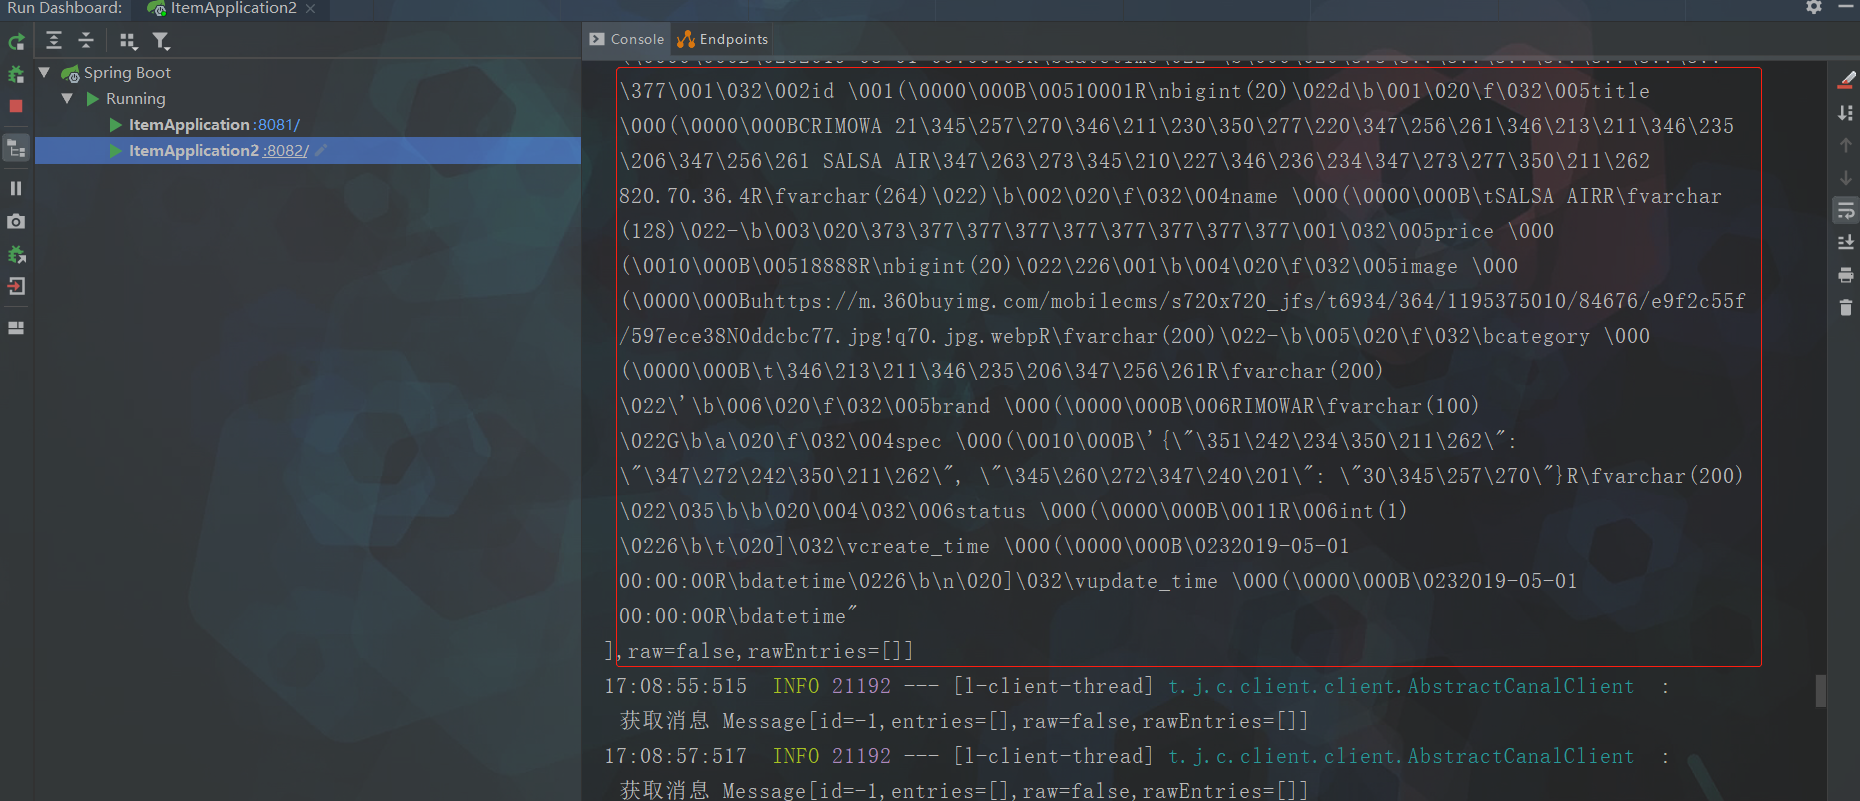 Run Dashboard:
ItemApplication2
Console
Endpoints
Spring Boot
Running
ItemApplication :8081/
ItemApplication2 :8082/
\377\001\032\002id \001(\0000\000B\00510001R\nbigint(20)\022d\b\001\020\f\032\005title
\000(\0000\000BCRIMOWA 21\345\257\270\346\211\230\350\277\220\347\256\261\346\213\211\346\235
\206\347\256\261 SALSA AIR\347\263\273\345\210\227\346\236\234\347\273\277\350\211\262
820.70.36.4R\fvarchar(264)\022)\b\002\020\f\032\004name \000(\0000\000B\tSALSA AIRR\fvarchar
(128)\022-\b\003\020\373\377\377\377\377\377\377\377\377\001\032\005price \000
(\0010\000B\00518888R\nbigint(20)\022\226\001\b\004\020\f\032\005image \000
(\0000\000Buhttps://m.360buyimg.com/mobilecms/s720x720_jfs/t6934/364/1195375010/84676/e9f2c55f
/597ece38N0ddcbc77.jpg!q70.jpg.webpR\fvarchar(200)\022-\b\005\020\f\032\bcategory \000
(\0000\000B\t\346\213\211\346\235\206\347\256\261R\fvarchar(200)
\022\'\b\006\020\f\032\005brand \000(\0000\000B\006RIMOWAR\fvarchar(100)
\022G\b\a\020\f\032\004spec \000(\0010\000B\'{\"\351\242\234\350\211\262\":
\"\347\272\242\350\211\262\", \"\345\260\272\347\240\201\": \"30\345\257\270\"}R\fvarchar(200)
\022\035\b\b\020\004\032\006status \000(\0000\000B\0011R\006int(1)
\0226\b\t\020]\032\vcreate_time \000(\0000\000B\0232019-05-01
00:00:00R\bdatetime\0226\b\n\020]\032\vupdate_time \000(\0000\000B\0232019-05-01
00:00:00R\bdatetime"
],raw=false,rawEntries=[]]
17:08:55:515 INFO 21192 --- [l-client-thread] t.j.c.client.client.AbstractCanalClient :
获取消息 Message[id=-1,entries=[],raw=false,rawEntries=[]]
17:08:57:517 INFO 21192 --- [l-client-thread] t.j.c.client.client.AbstractCanalClient :
获取消息 Message[id=-1,entries=[],raw=false,rawEntries=[]]